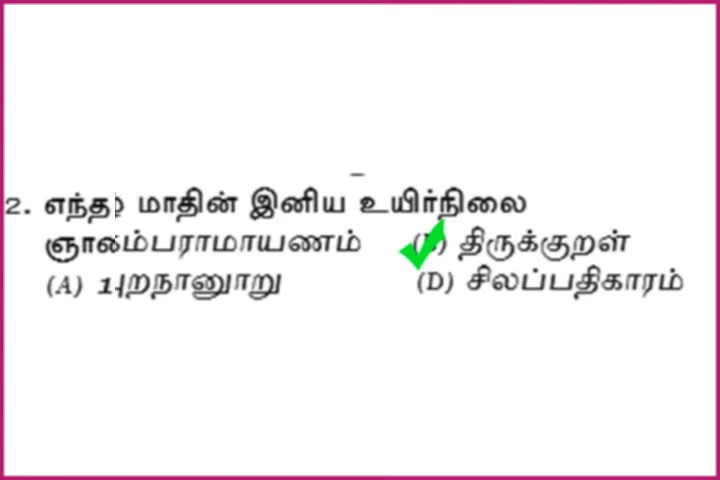 2. எந்த மாதின் இனிய உயிர்நிலை
ஞாலம்பராமாயணம் (B) திருக்குறள்
(A) புறநானூறு (D) சிலப்பதிகாரம்